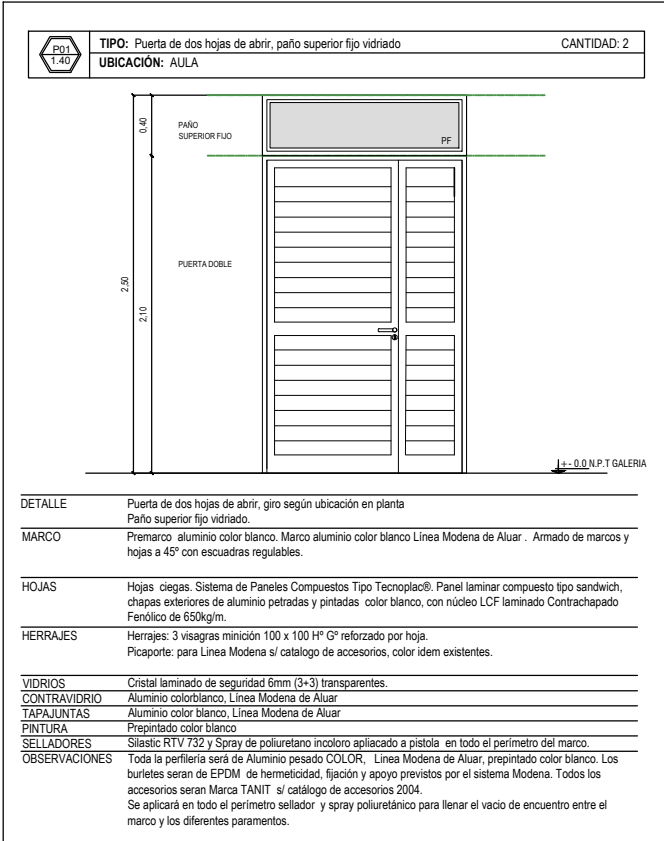 P01
1.40
TIPO: Puerta de dos hojas de abrir, paño superior fijo vidriado CANTIDAD: 2
UBICACIÓN: AULA
0,40
PAÑO
SUPERIOR FIJO
PF
PUERTA DOBLE
2,50
2,10
+- 0.0 N.P.T GALERIA
DETALLE Puerta de dos hojas de abrir, giro según ubicación en planta
Paño superior fijo vidriado.
MARCO Premarco aluminio color blanco. Marco aluminio color blanco Línea Modena de Aluar . Armado de marcos y
hojas a 45º con escuadras regulables.
HOJAS Hojas ciegas. Sistema de Paneles Compuestos Tipo Tecnoplac®. Panel laminar compuesto tipo sandwich,
chapas exteriores de aluminio petradas y pintadas color blanco, con núcleo LCF laminado Contrachapado
Fenólico de 650kg/m.
HERRAJES Herrajes: 3 visagras minición 100 x 100 Hº Gº reforzado por hoja.
Picaporte: para Linea Modena s/ catalogo de accesorios, color idem existentes.
VIDRIOS Cristal laminado de seguridad 6mm (3+3) transparentes.
CONTRAVIDRIO Aluminio colorblanco, Línea Modena de Aluar
TAPAJUNTAS Aluminio color blanco, Línea Modena de Aluar
PINTURA Prepintado color blanco
SELLADORES Silastic RTV 732 y Spray de poliuretano incoloro apliacado a pistola en todo el perímetro del marco.
OBSERVACIONES Toda la perfilería será de Aluminio pesado COLOR, Linea Modena de Aluar, prepintado color blanco. Los
burletes seran de EPDM de hermeticidad, fijación y apoyo previstos por el sistema Modena. Todos los
accesorios seran Marca TANIT s/ catálogo de accesorios 2004.
Se aplicará en todo el perímetro sellador y spray poliuretánico para llenar el vacio de encuentro entre el
marco y los diferentes paramentos.